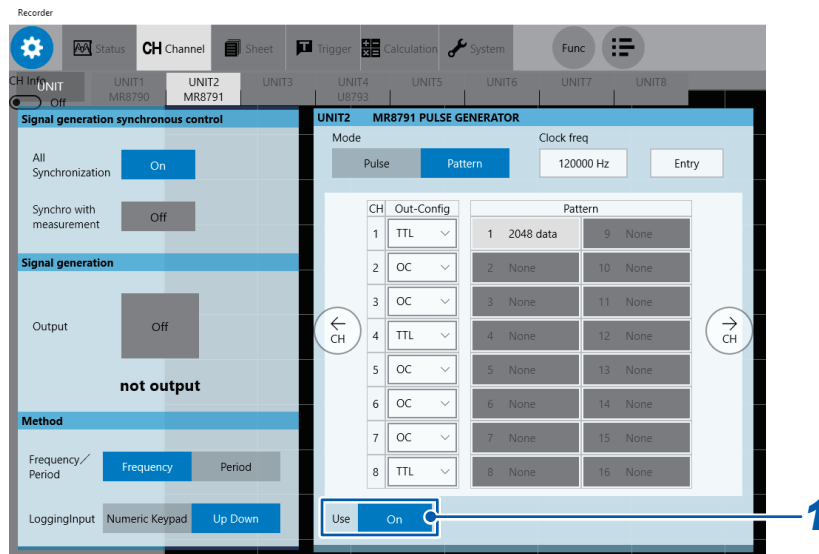 Recorder
Status CH Channel Sheet Trigger Calculation System Func
CH Info UNIT UNIT1 UNIT2 UNIT3 UNIT4 UNIT5 UNIT6 UNIT7 UNIT8
Off MR8790 MR8791 U8793
Signal generation synchronous control
All
Synchronization On
Synchro with
measurement Off
Signal generation
Output Off
not output
Method
Frequency／
Period Frequency Period
LoggingInput Numeric Keypad Up Down
UNIT2 MR8791 PULSE GENERATOR
Mode Clock freq
Pulse Pattern 120000 Hz Entry
CH Out-Config Pattern
1 TTL 1 2048 data 9 None
2 OC 2 None 10 None
3 OC 3 None 11 None
4 TTL 4 None 12 None
5 OC 5 None 13 None
6 OC 6 None 14 None
7 OC 7 None 15 None
8 TTL 8 None 16 None
← CH → CH
Use On
1